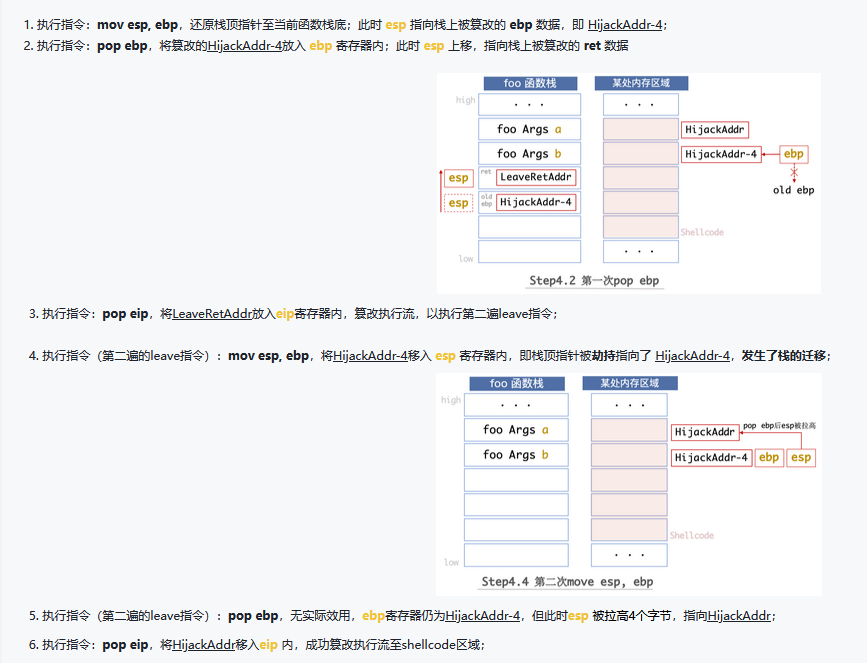 1. 执行指令：mov esp, ebp，还原栈顶指针至当前函数栈底；此时 esp 指向栈上被篡改的 ebp 数据，即 HijackAddr-4；
2. 执行指令：pop ebp，将篡改的HijackAddr-4放入 ebp 寄存器内；此时 esp 上移，指向栈上被篡改的 ret 数据
foo 函数栈 某处内存区域
high · · · · · ·
foo Args a HijackAddr
foo Args b HijackAddr-4 ebp
esp ret LeaveRetAddr old ebp
esp old ebp HijackAddr-4
Shellcode
low · · ·
Step4.2 第一次pop ebp
3. 执行指令：pop eip，将LeaveRetAddr放入eip寄存器内，篡改执行流，以执行第二遍leave指令；
4. 执行指令（第二遍的leave指令）：mov esp, ebp，将HijackAddr-4移入 esp 寄存器内，即栈顶指针被劫持指向了 HijackAddr-4，发生了栈的迁移；
foo 函数栈 某处内存区域
high · · · · · ·
foo Args a HijackAddr pop ebp后esp被拉高
foo Args b HijackAddr-4 ebp esp
Shellcode
low · · ·
Step4.4 第二次move esp, ebp
5. 执行指令（第二遍的leave指令）：pop ebp，无实际效用，ebp寄存器仍为HijackAddr-4，但此时esp 被拉高4个字节，指向HijackAddr；
6. 执行指令：pop eip，将HijackAddr移入eip 内，成功篡改执行流至shellcode区域；